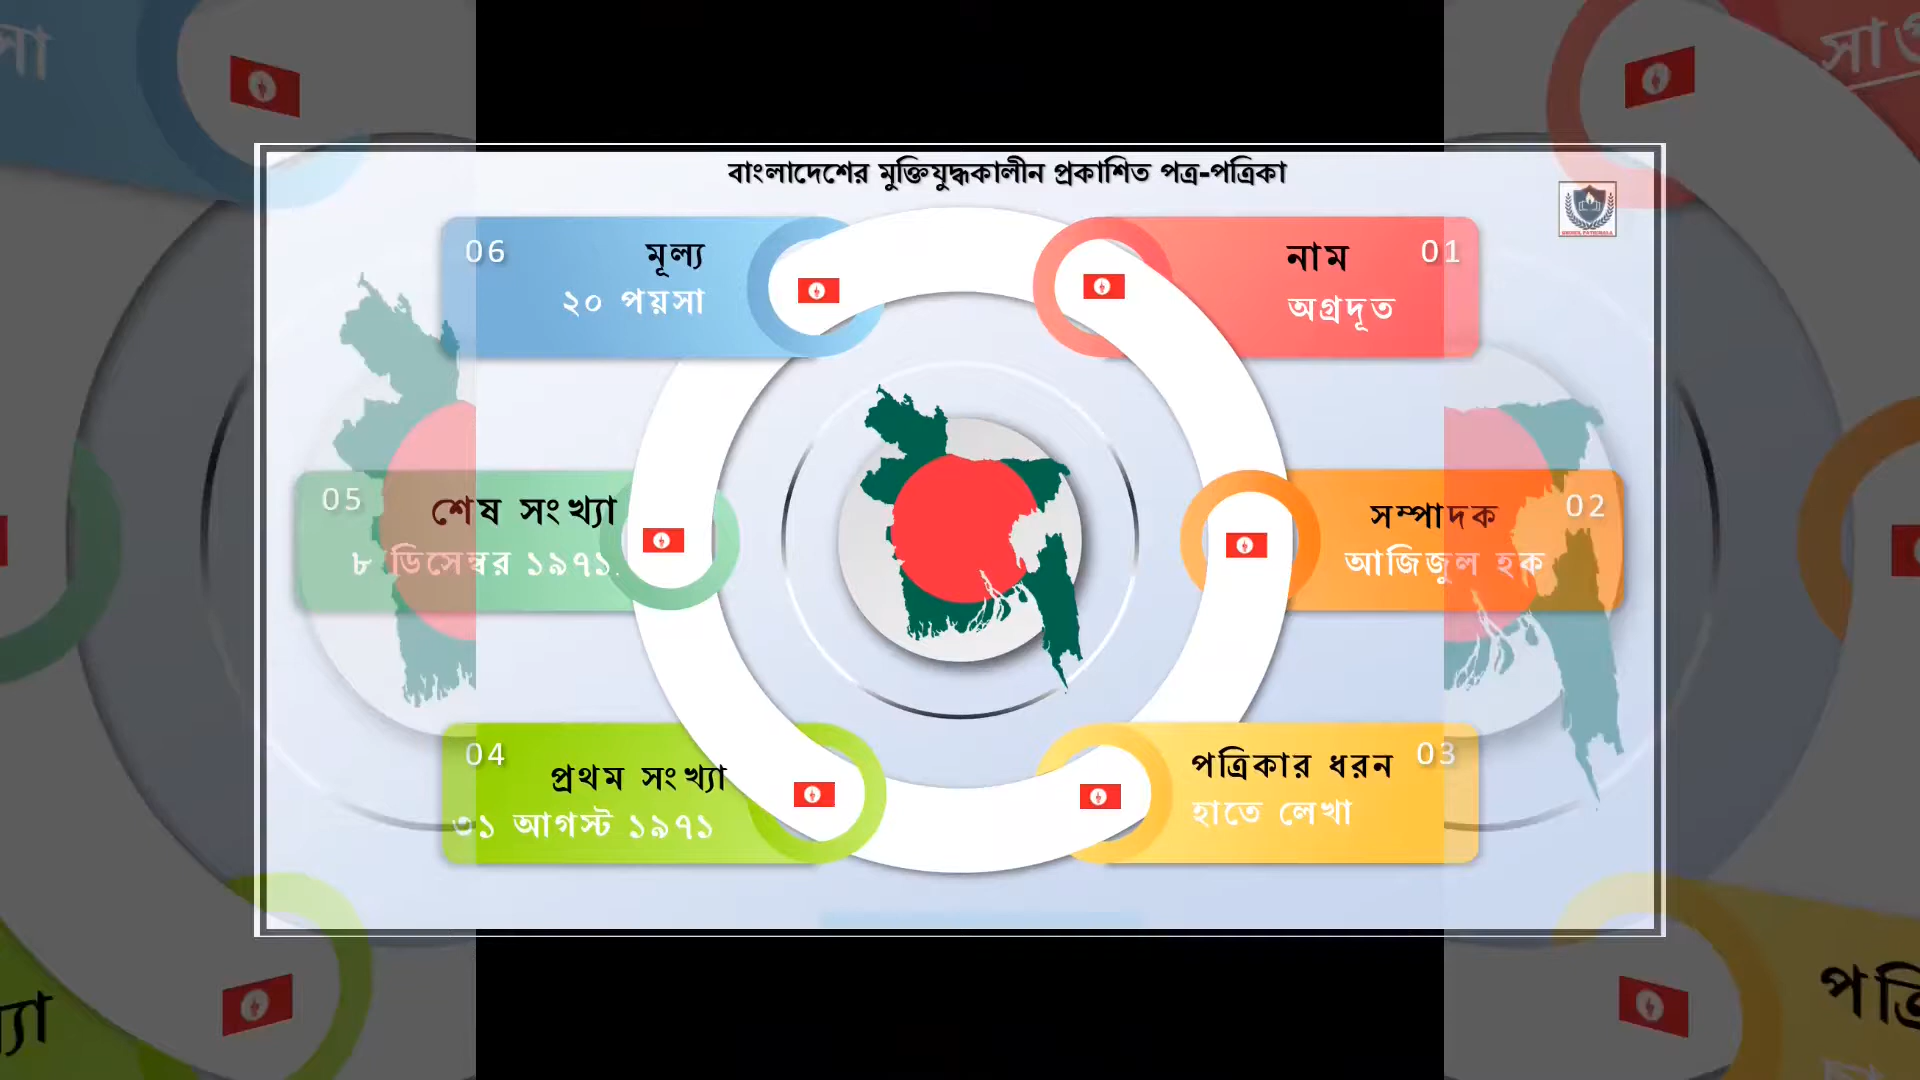 বাংলাদেশের মুক্তিযুদ্ধকালীন প্রকাশিত পত্র-পত্রিকা
01
নাম
অগ্রদূত
02
সম্পাদক
আজিজুল হক
03
পত্রিকার ধরন
হাতে লেখা
04
প্রথম সংখ্যা
৩১ আগস্ট ১৯৭১
05
শেষ সংখ্যা
৮ ডিসেম্বর ১৯৭১.
06
মূল্য
২০ পয়সা